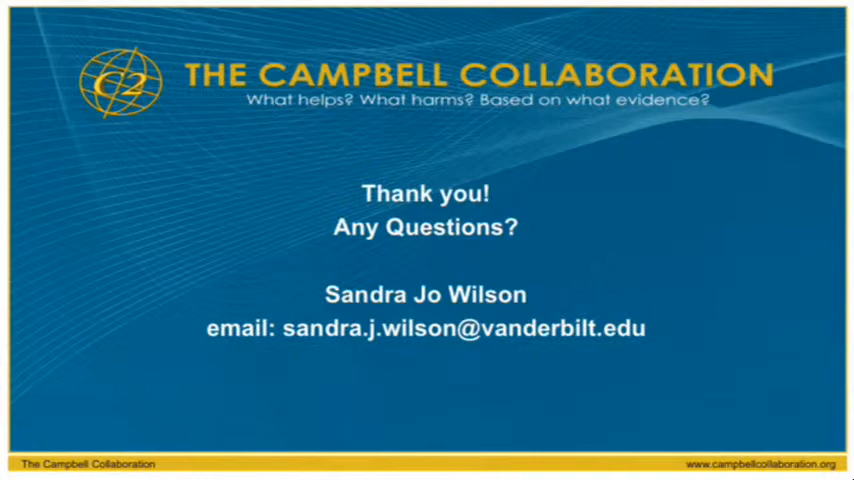 C2
THE CAMPBELL COLLABORATION
What helps? What harms? Based on what evidence?
Thank you!
Any Questions?
Sandra Jo Wilson
email: sandra.j.wilson@vanderbilt.edu
The Campbell Collaboration
www.campbellcollaboration.org